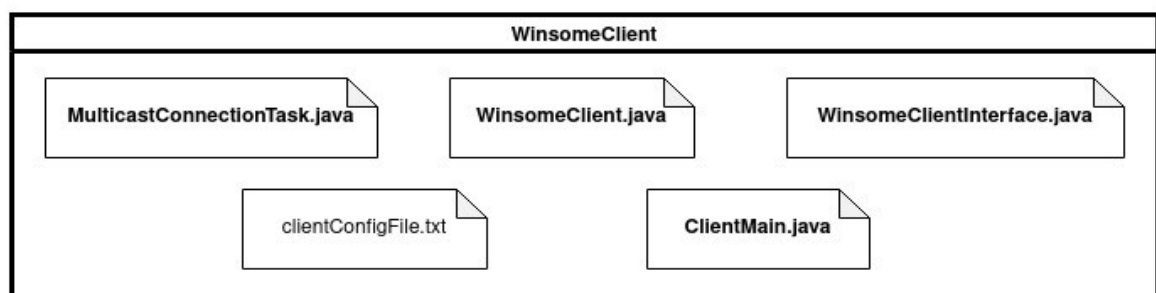 WinsomeClient
MulticastConnectionTask.java
WinsomeClient.java
WinsomeClientInterface.java
clientConfigFile.txt
ClientMain.java